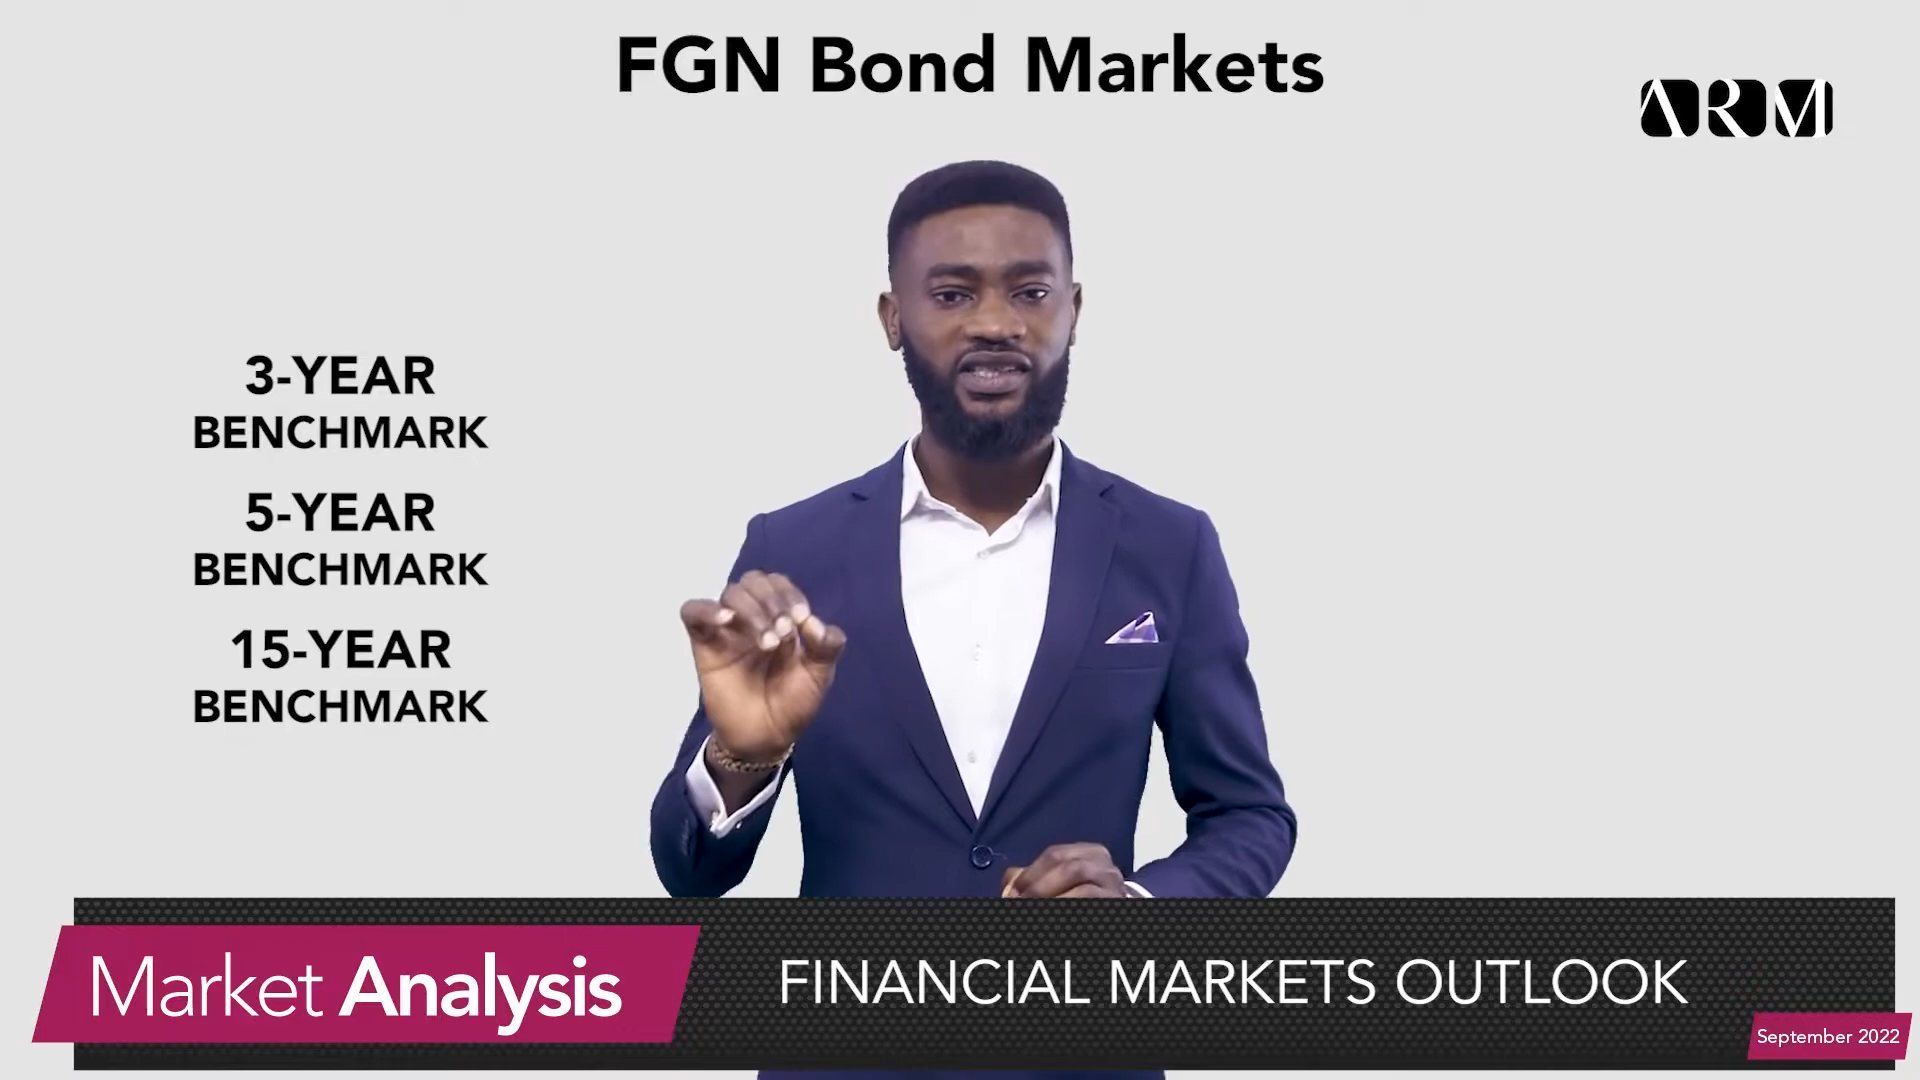 FGN Bond Markets
ARM
3-YEAR
BENCHMARK
5-YEAR
BENCHMARK
15-YEAR
BENCHMARK
Market Analysis
FINANCIAL MARKETS OUTLOOK
September 2022